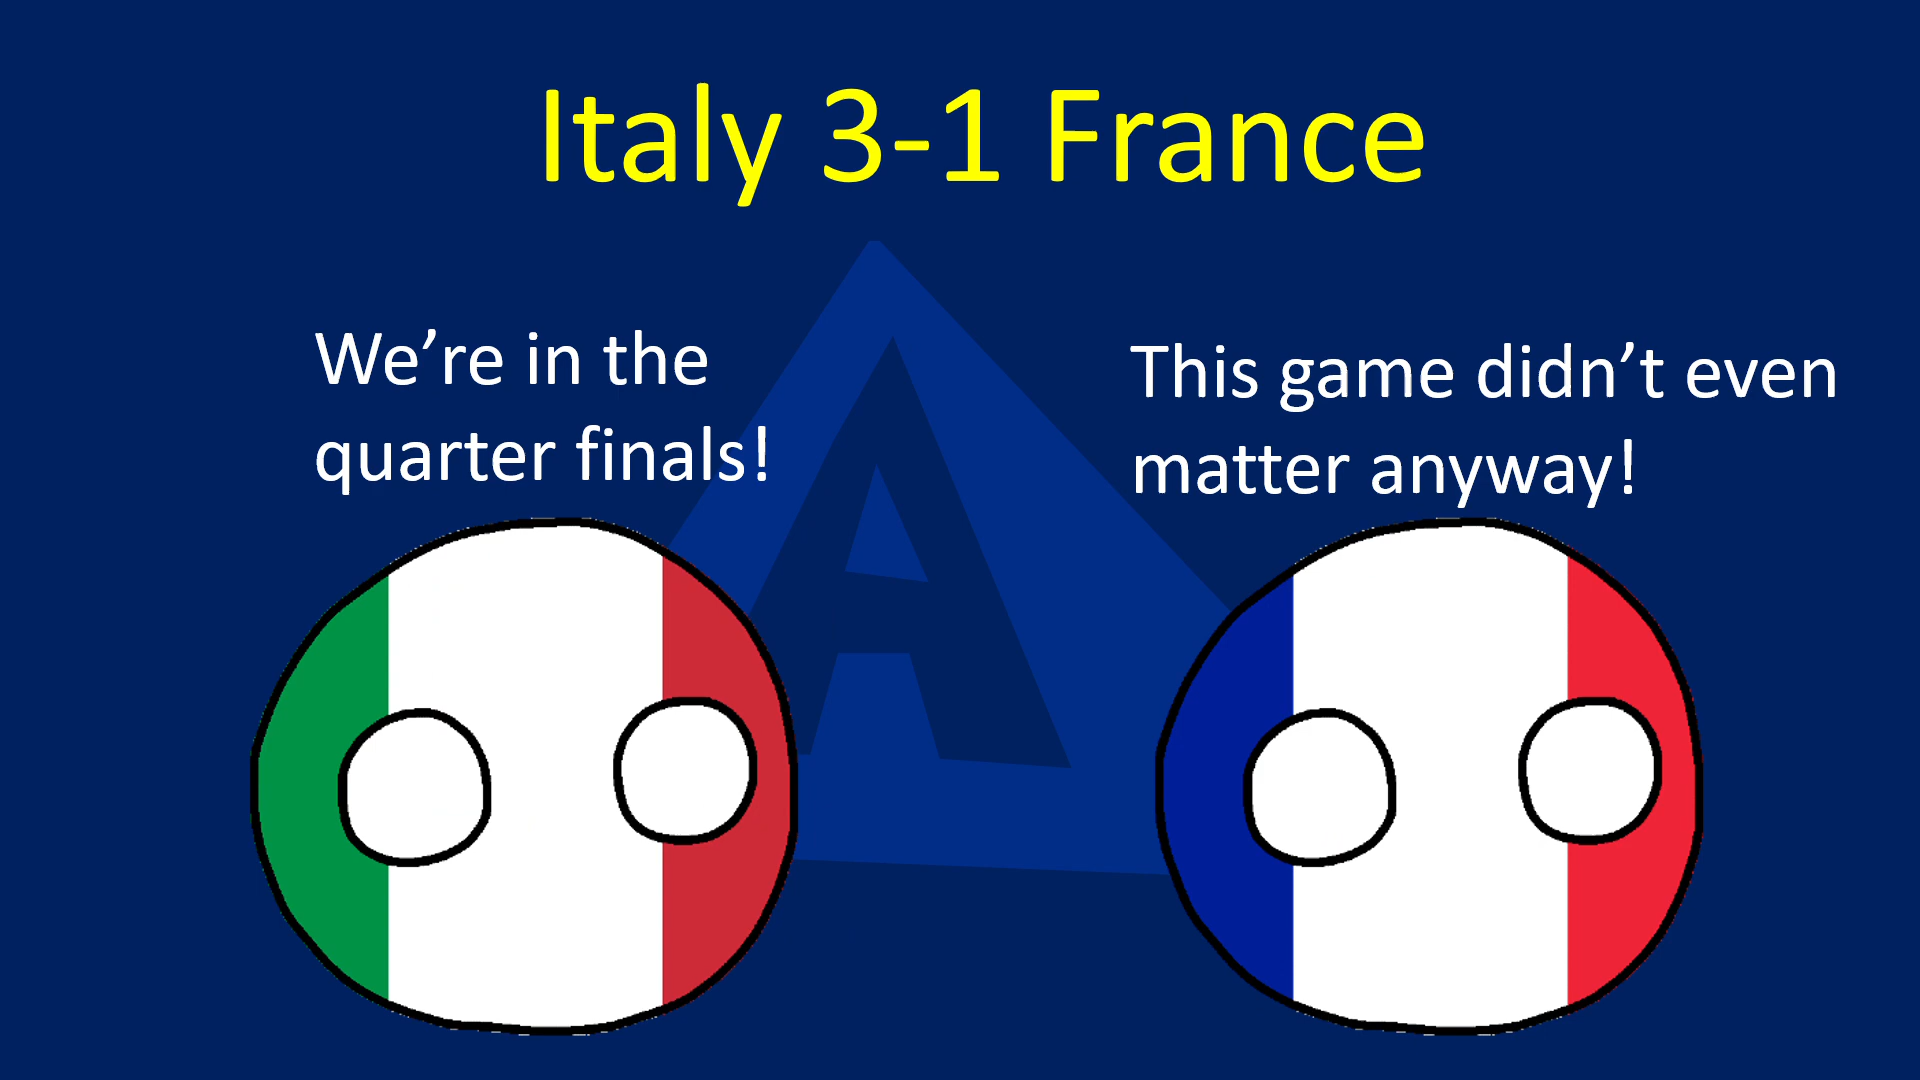 Italy 3-1 France
We’re in the
quarter finals!
This game didn’t even
matter anyway!
A